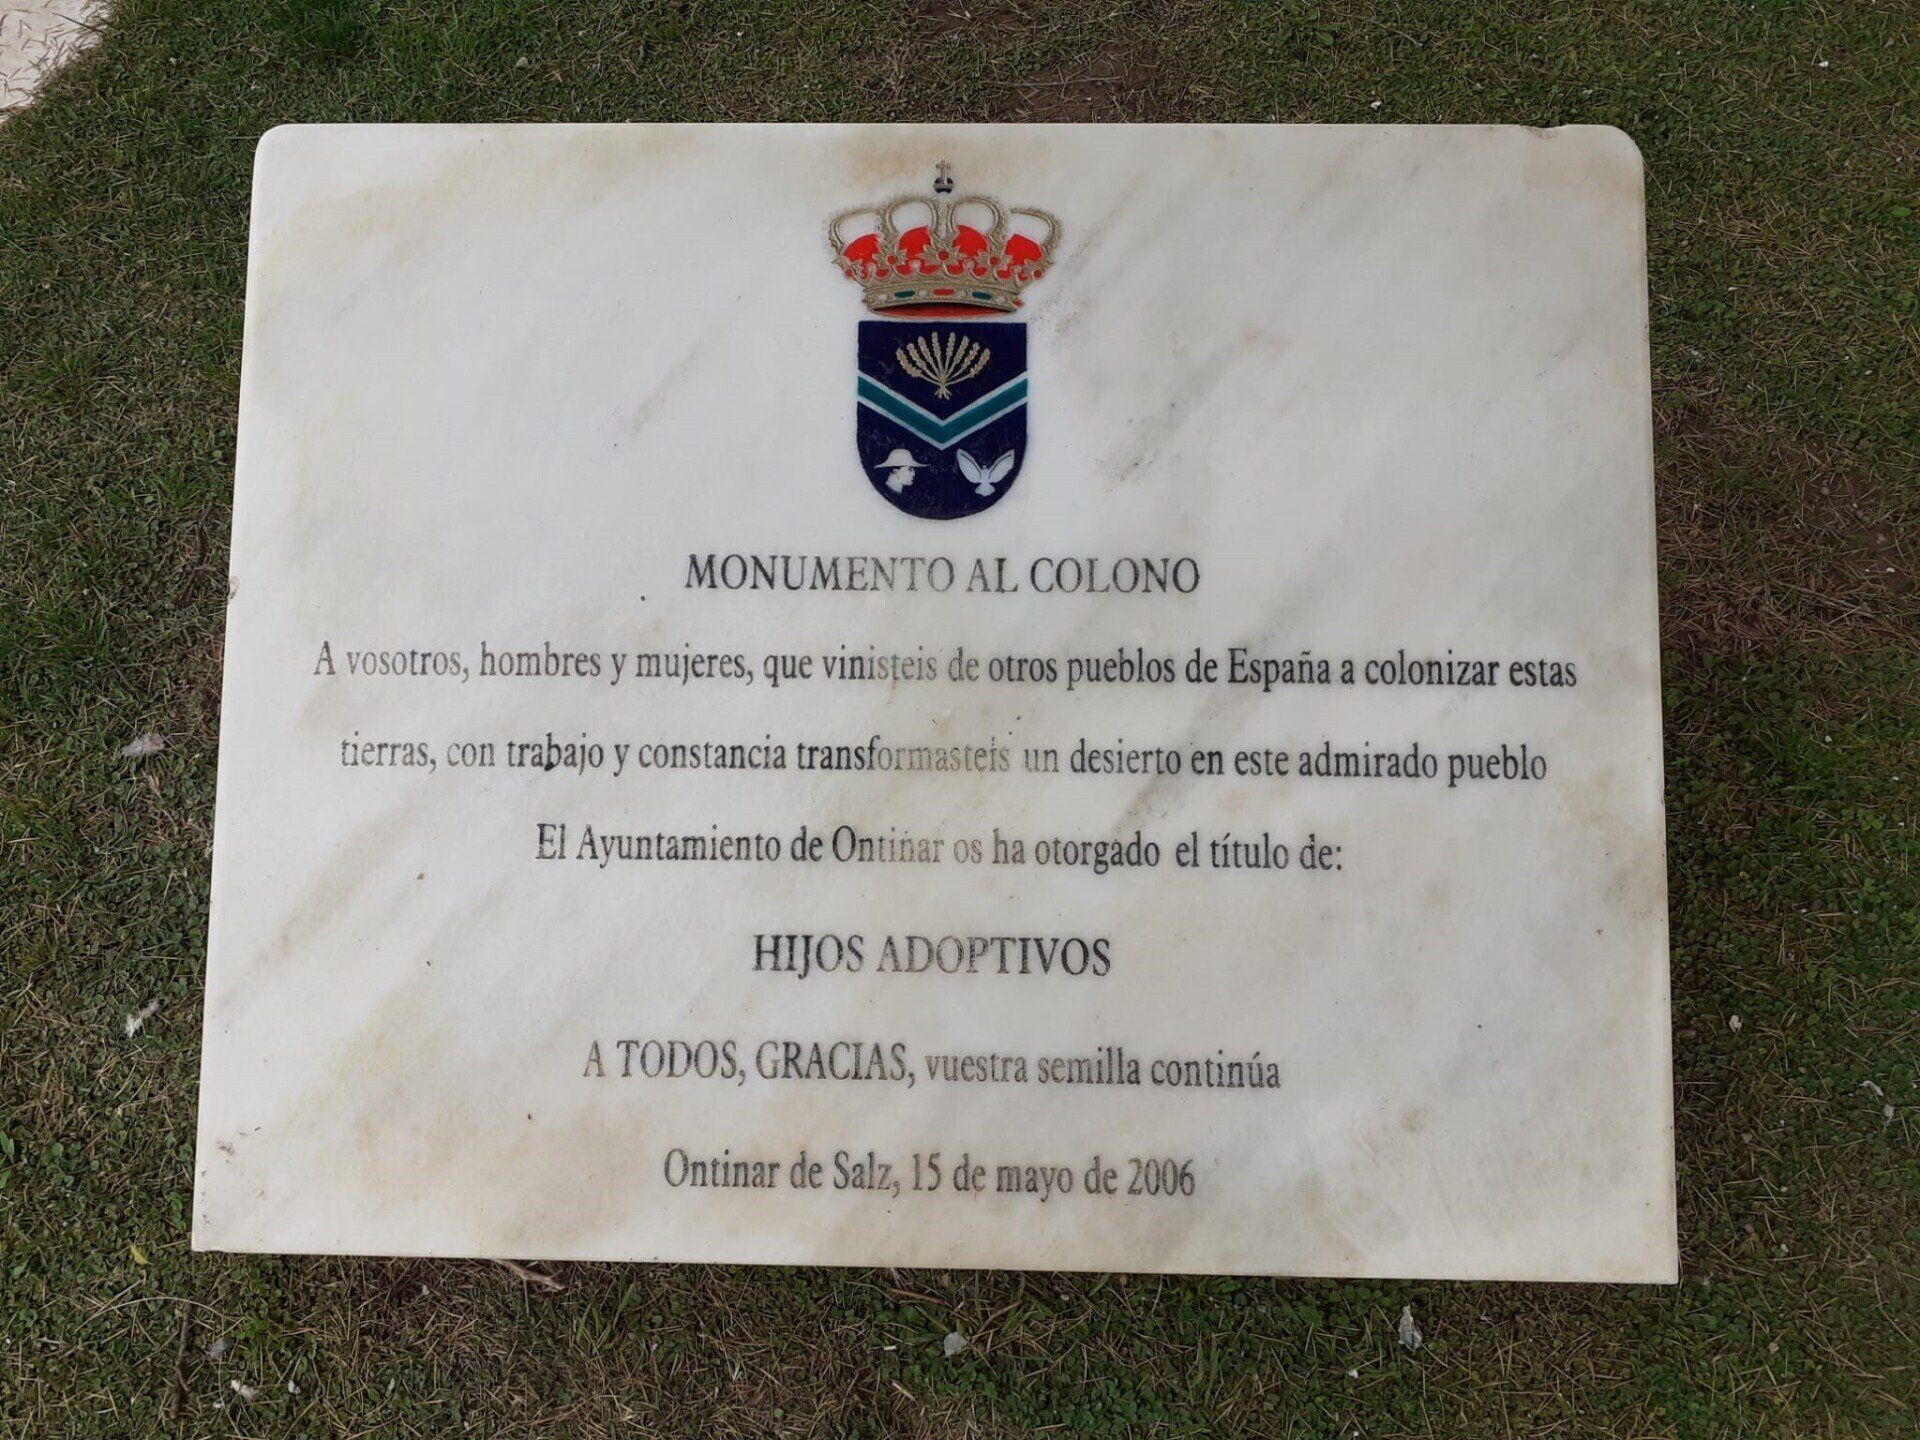 MONUMENTO AL COLONO
A vosotros, hombres y mujeres, que vinisteis de otros pueblos de España a colonizar estas
tierras, con trabajo y constancia transformasteis un desierto en este admirado pueblo
El Ayuntamiento de Ontinar os ha otorgado el título de:
HIJOS ADOPTIVOS
A TODOS, GRACIAS, vuestra semilla continúa
Ontinar de Salz, 15 de mayo de 2006